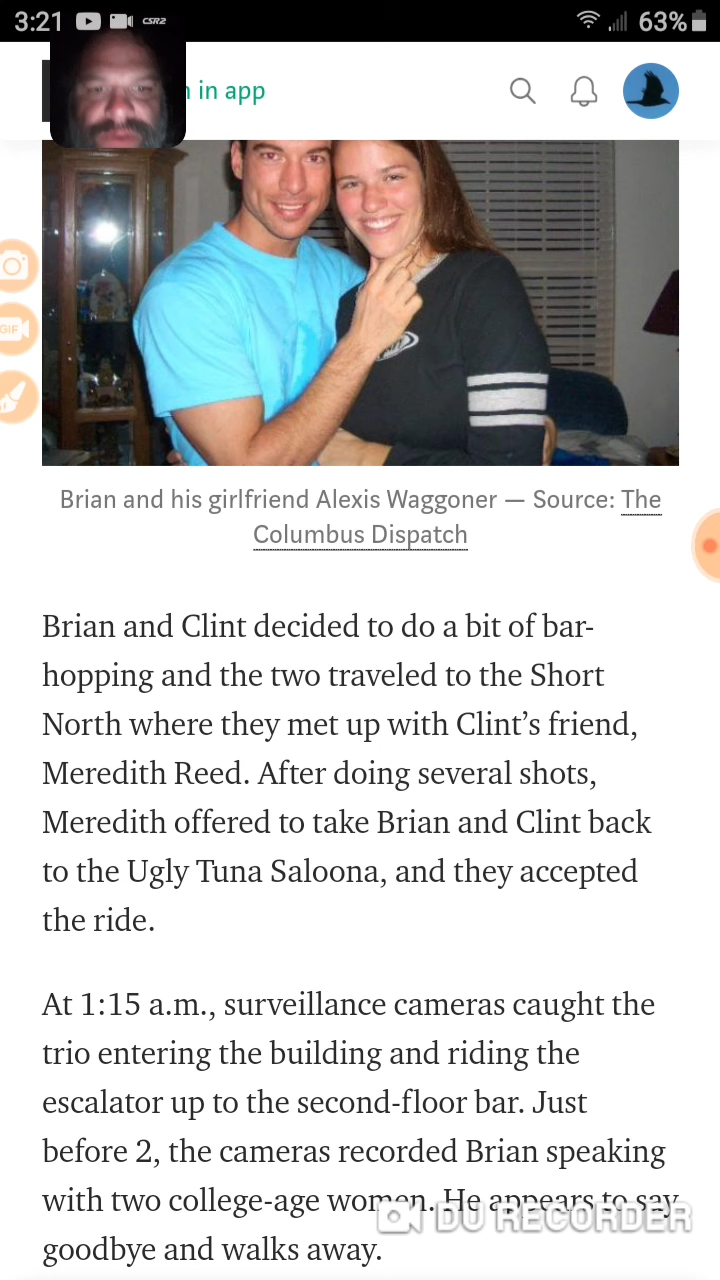 3:21 CSR2 63%
n in app
GIF
Brian and his girlfriend Alexis Waggoner — Source: The
Columbus Dispatch
Brian and Clint decided to do a bit of bar-
hopping and the two traveled to the Short
North where they met up with Clint’s friend,
Meredith Reed. After doing several shots,
Meredith offered to take Brian and Clint back
to the Ugly Tuna Saloona, and they accepted
the ride.
At 1:15 a.m., surveillance cameras caught the
trio entering the building and riding the
escalator up to the second-floor bar. Just
before 2, the cameras recorded Brian speaking
with two college-age women. He appears to say
goodbye and walks away.
DU RECORDER